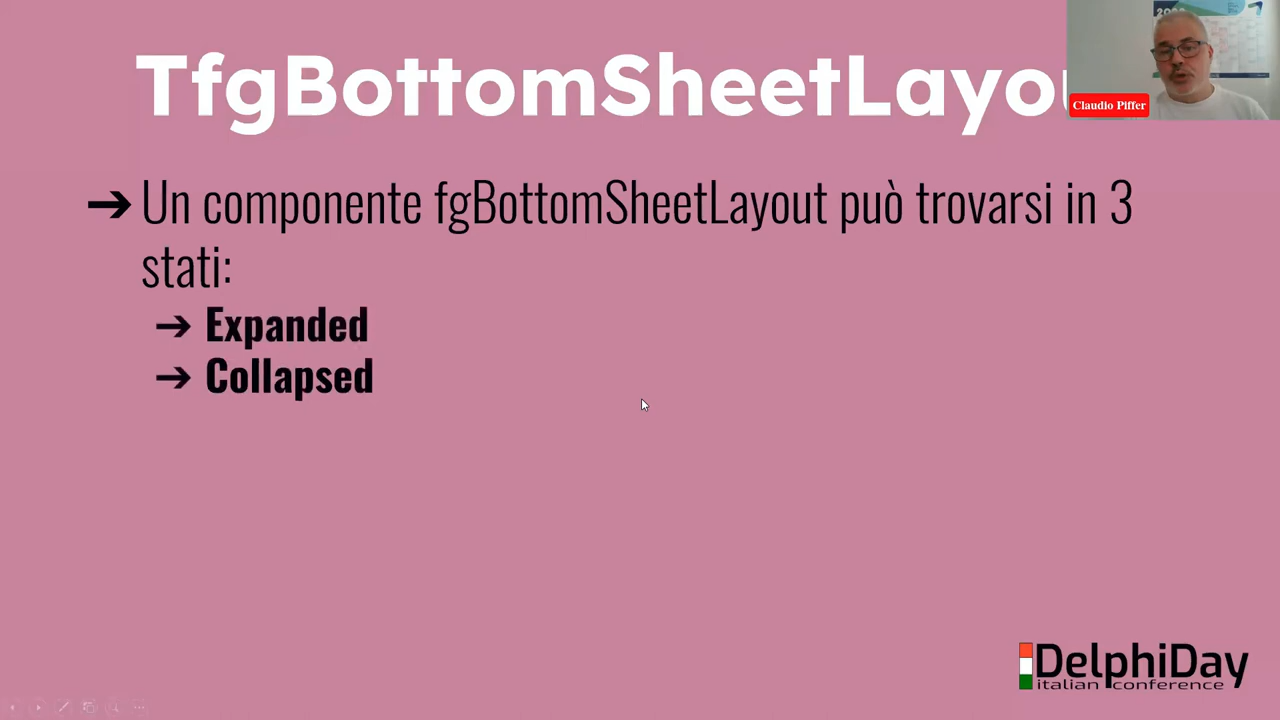 TfgBottomSheetLayou
Claudio Piffer
➔ Un componente fgBottomSheetLayout può trovarsi in 3
stati:
➔ Expanded
➔ Collapsed
DelphiDay
italian conference